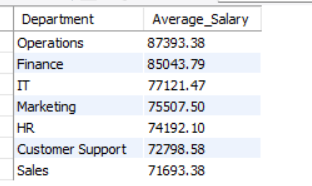 Department Average_Salary
Operations 87393.38
Finance 85043.79
IT 77121.47
Marketing 75507.50
HR 74192.10
Customer Support 72798.58
Sales 71693.38